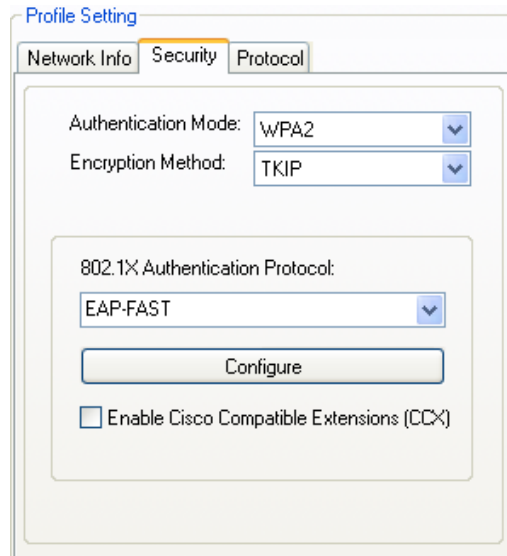 Profile Setting
Network Info Security Protocol
Authentication Mode: WPA2
Encryption Method: TKIP
802.1X Authentication Protocol:
EAP-FAST
Configure
Enable Cisco Compatible Extensions (CCX)